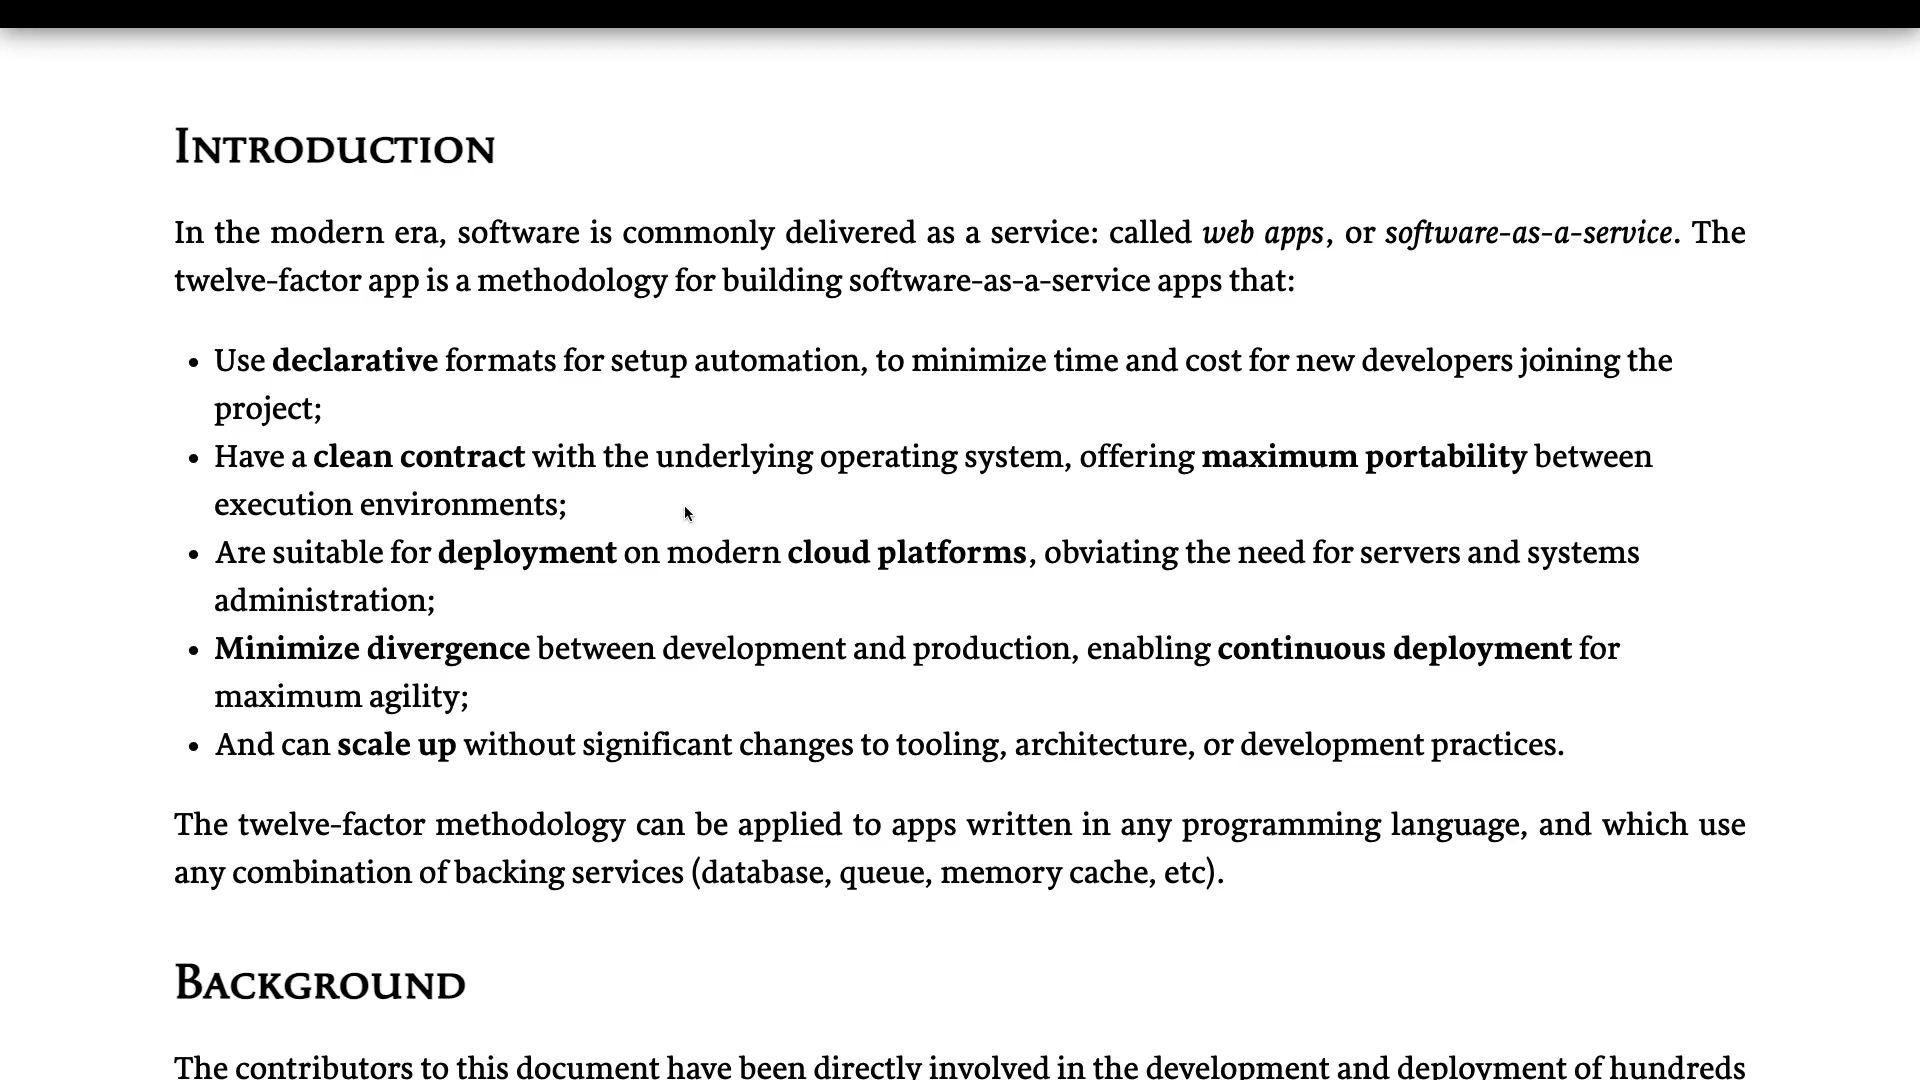 Introduction
In the modern era, software is commonly delivered as a service: called web apps, or software-as-a-service. The
twelve-factor app is a methodology for building software-as-a-service apps that:
• Use declarative formats for setup automation, to minimize time and cost for new developers joining the
project;
• Have a clean contract with the underlying operating system, offering maximum portability between
execution environments;
• Are suitable for deployment on modern cloud platforms, obviating the need for servers and systems
administration;
• Minimize divergence between development and production, enabling continuous deployment for
maximum agility;
• And can scale up without significant changes to tooling, architecture, or development practices.
The twelve-factor methodology can be applied to apps written in any programming language, and which use
any combination of backing services (database, queue, memory cache, etc).
Background
The contributors to this document have been directly involved in the development and deployment of hundreds